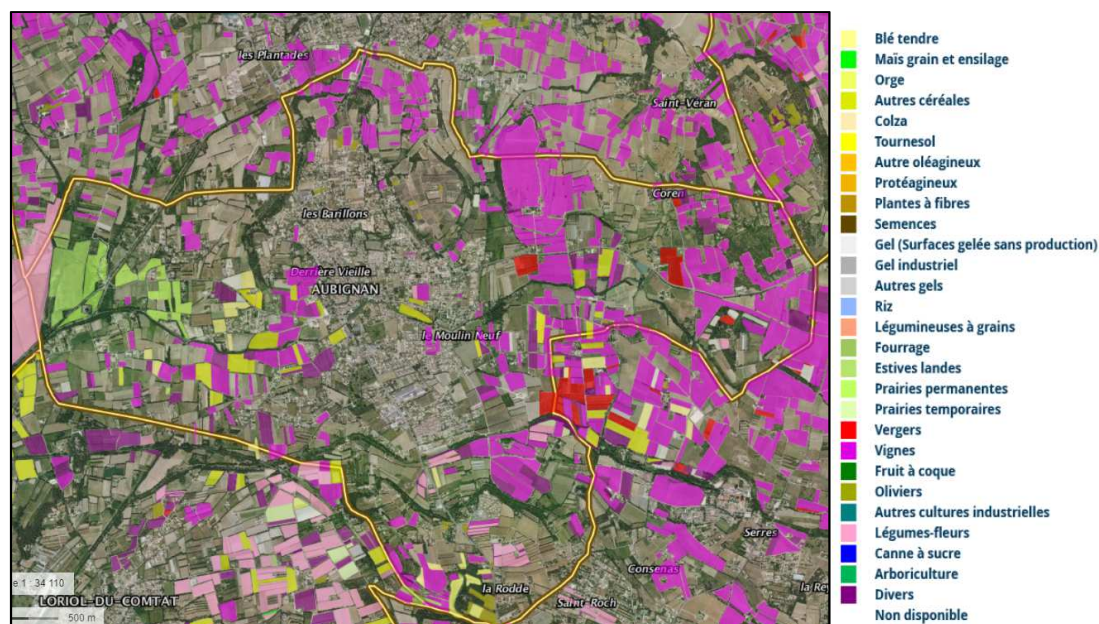 les Plantades
Saint-Véran
Coren
les Barillons
Derrière Vieille
AUBIGNAN
le Moulin Neuf
Serres
Consenas
la Rodde
Saint-Roch
e 1 : 34 110
LORIOL-DU-COMTAT
500 m
Blé tendre
Maïs grain et ensilage
Orge
Autres céréales
Colza
Tournesol
Autre oléagineux
Protéagineux
Plantes à fibres
Semences
Gel (Surfaces gelée sans production)
Gel industriel
Autres gels
Riz
Légumineuses à grains
Fourrage
Estives landes
Prairies permanentes
Prairies temporaires
Vergers
Vignes
Fruit à coque
Oliviers
Autres cultures industrielles
Légumes-fleurs
Canne à sucre
Arboriculture
Divers
Non disponible